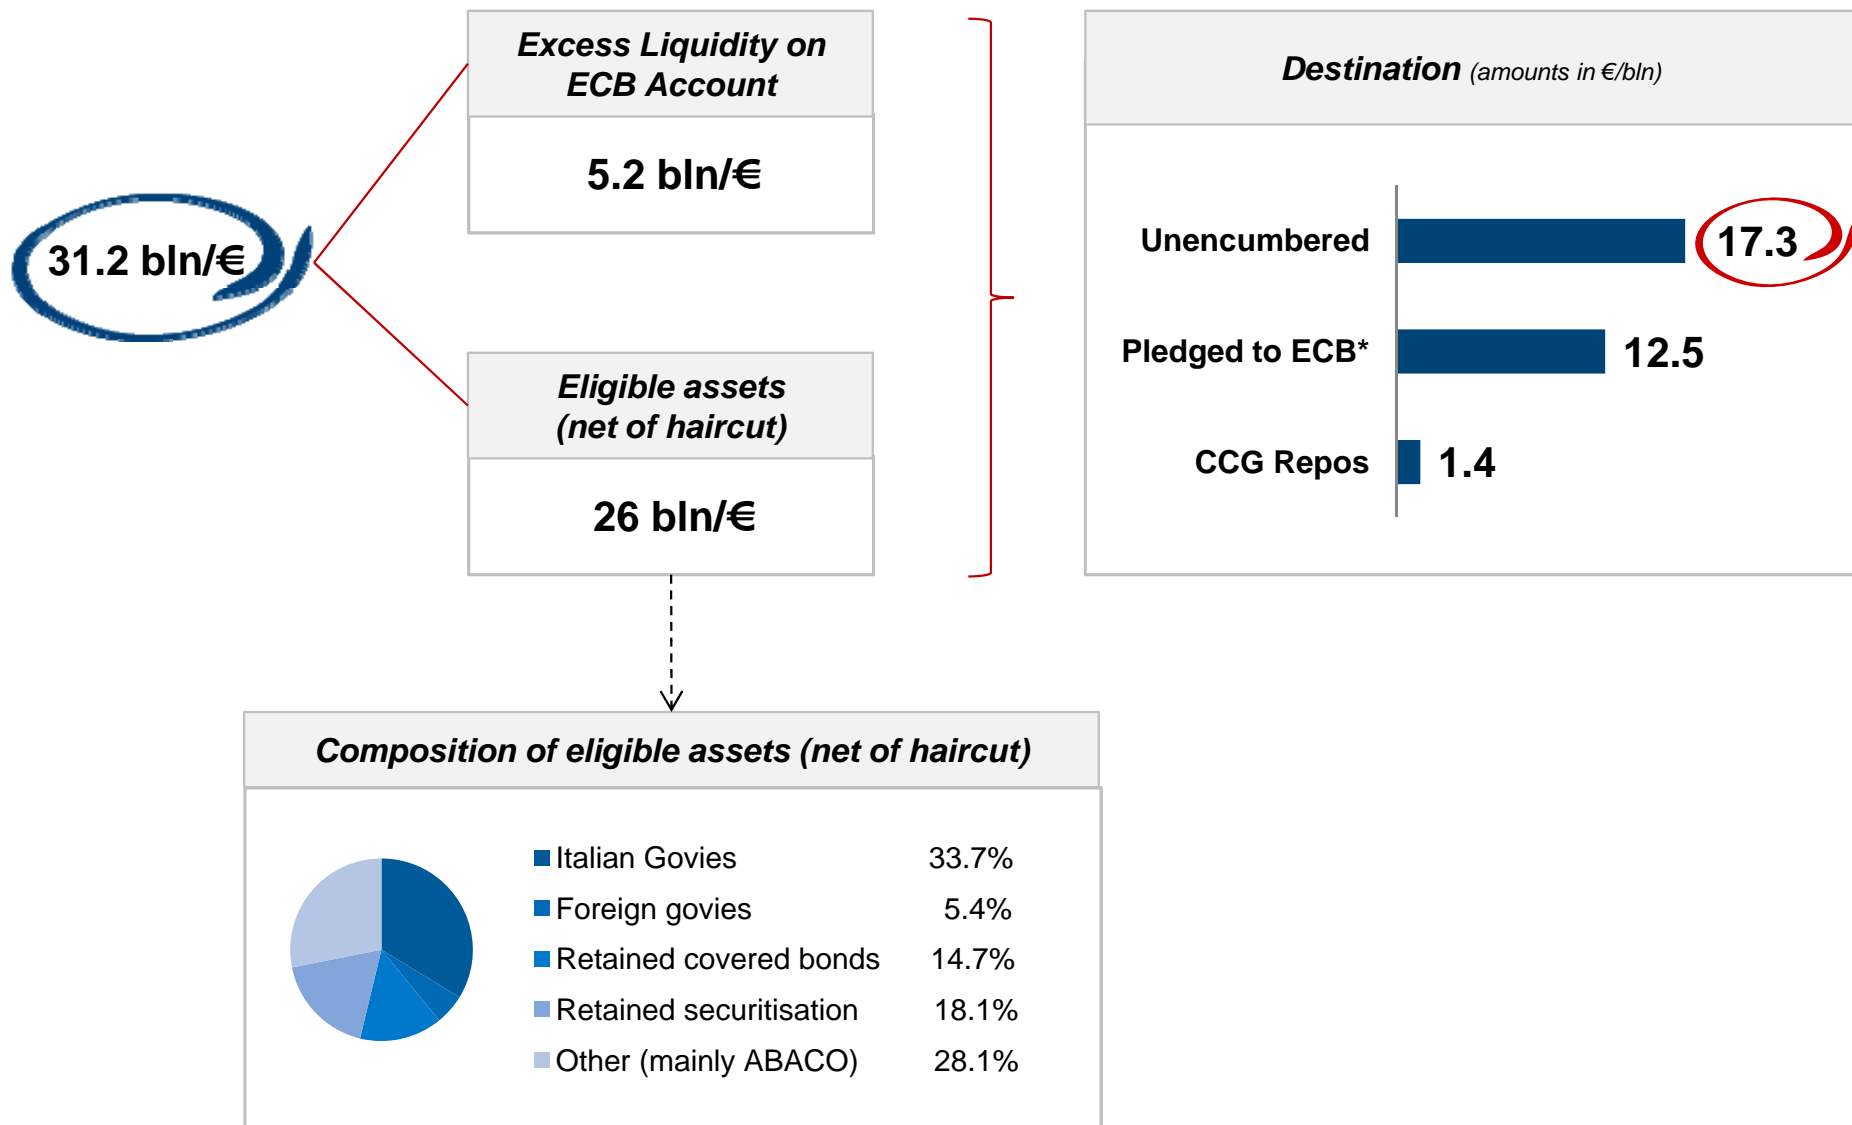 31.2 bln/€
Excess Liquidity on
ECB Account
5.2 bln/€
Eligible assets
(net of haircut)
26 bln/€
Destination (amounts in €/bln)
Unencumbered 17.3
Pledged to ECB* 12.5
CCG Repos 1.4
Composition of eligible assets (net of haircut)
Italian Govies 33.7%
Foreign govies 5.4%
Retained covered bonds 14.7%
Retained securitisation 18.1%
Other (mainly ABACO) 28.1%